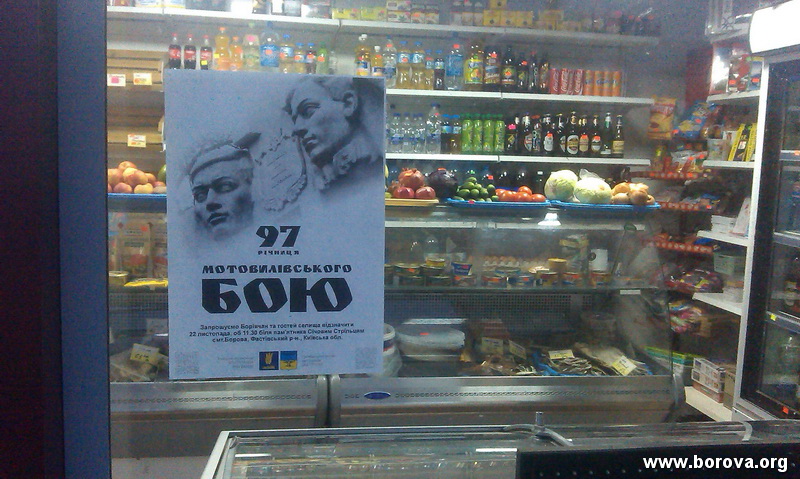 97
РІЧНИЦЯ
МОТОВИЛІВСЬКОГО
БОЮ
Запрошуємо Борівчан та гостей селища відзначити
22 листопада, об 11.30 біля пам'ятників Січовим Стрільцям
смт.Борова, Фастівський р-н., Київська обл.
www.borova.org